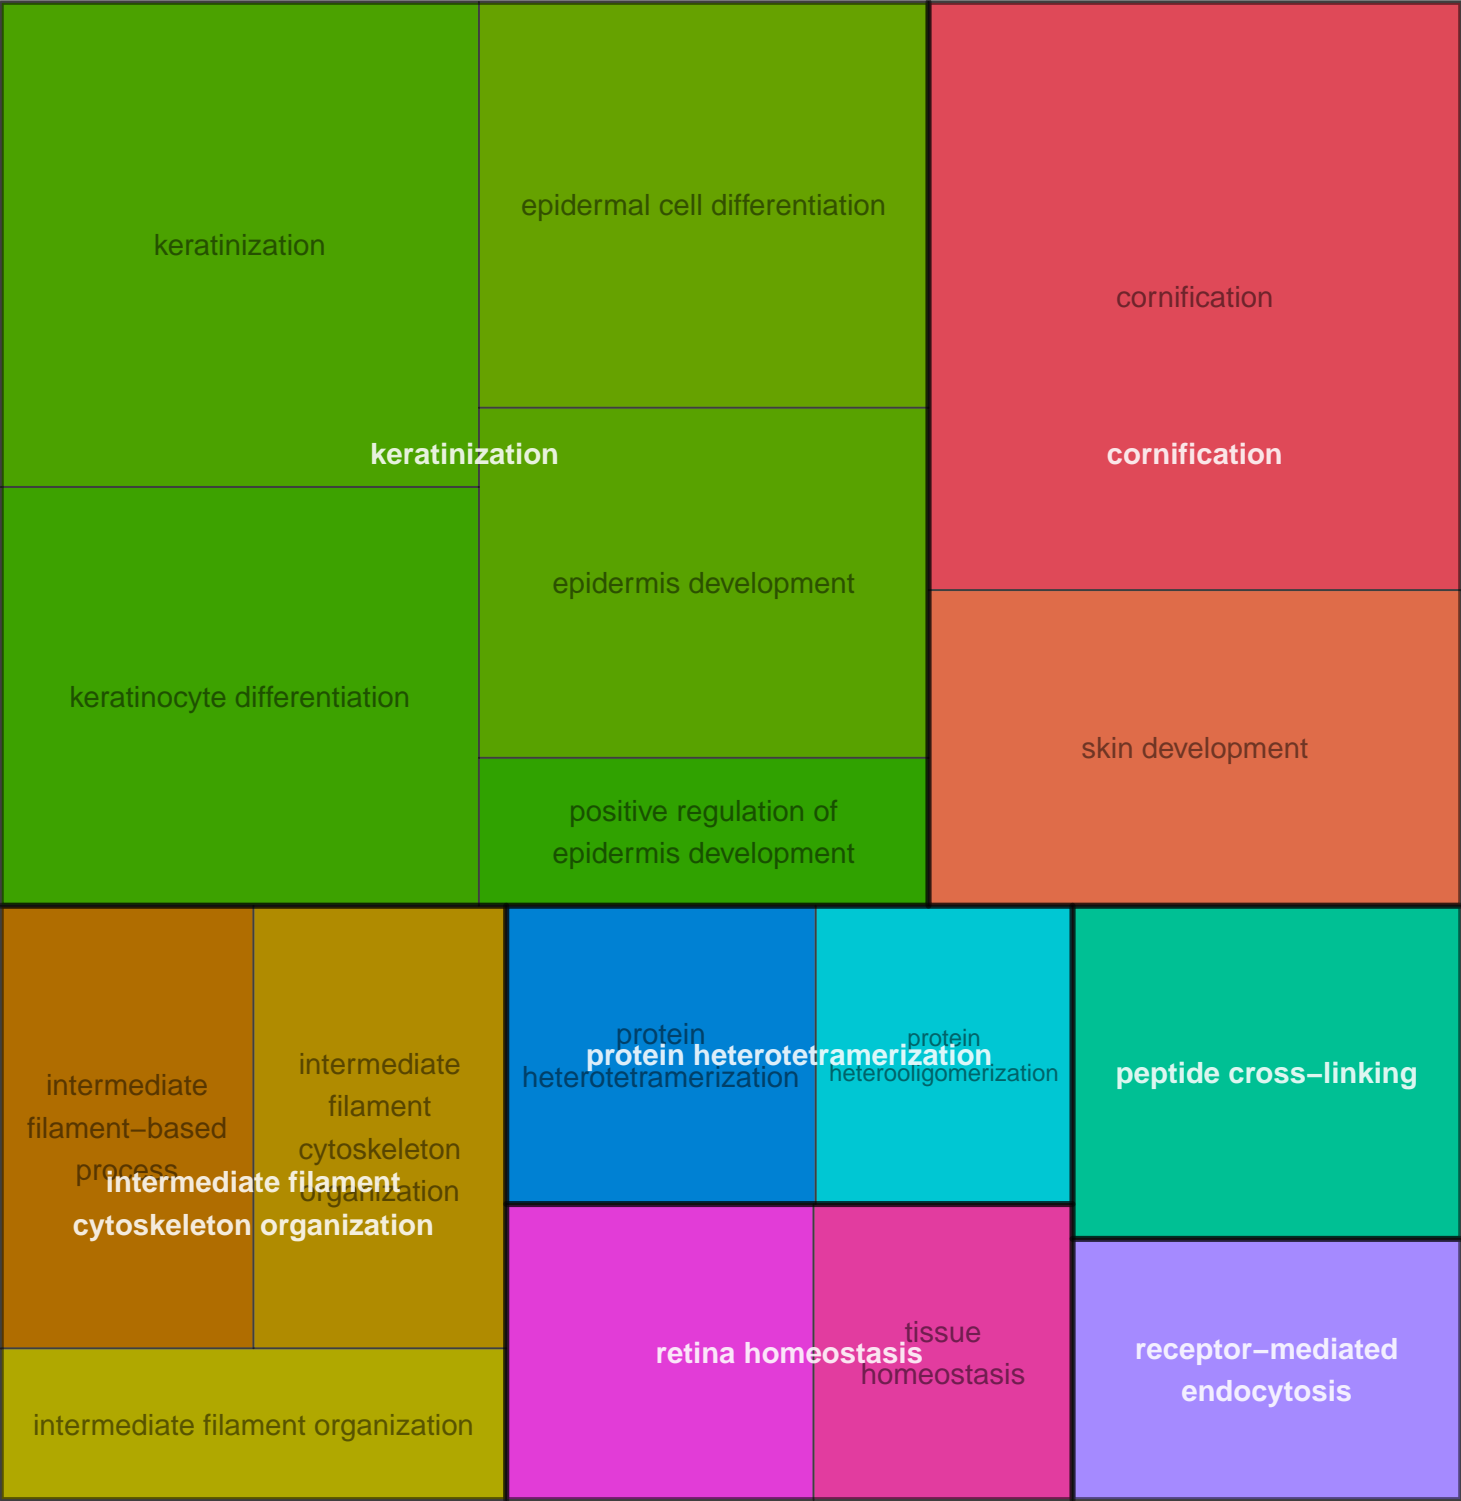 keratinization
epidermal cell differentiation
cornification
keratinization
cornification
epidermis development
keratinocyte differentiation
skin development
positive regulation of
epidermis development
intermediate
filament−based
process
intermediate
filament
cytoskeleton
organization
intermediate filament
cytoskeleton organization
intermediate filament organization
protein
heterotetramerization
protein heterotetramerization
protein
heterooligomerization
peptide cross−linking
retina homeostasis
tissue
homeostasis
receptor−mediated
endocytosis